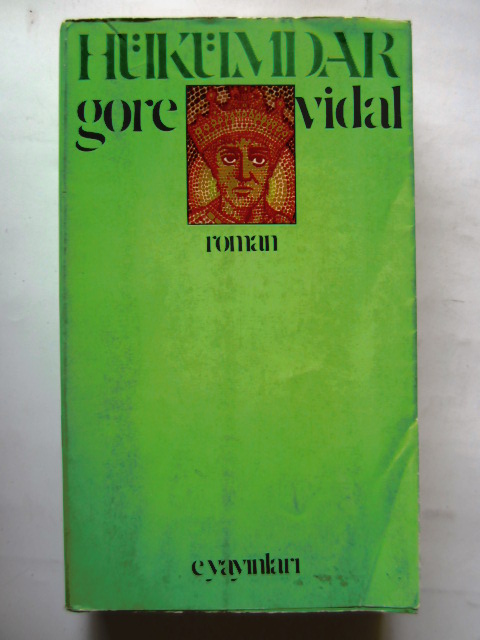 HÜKÜMDAR
gore vidal
roman
e yayınları